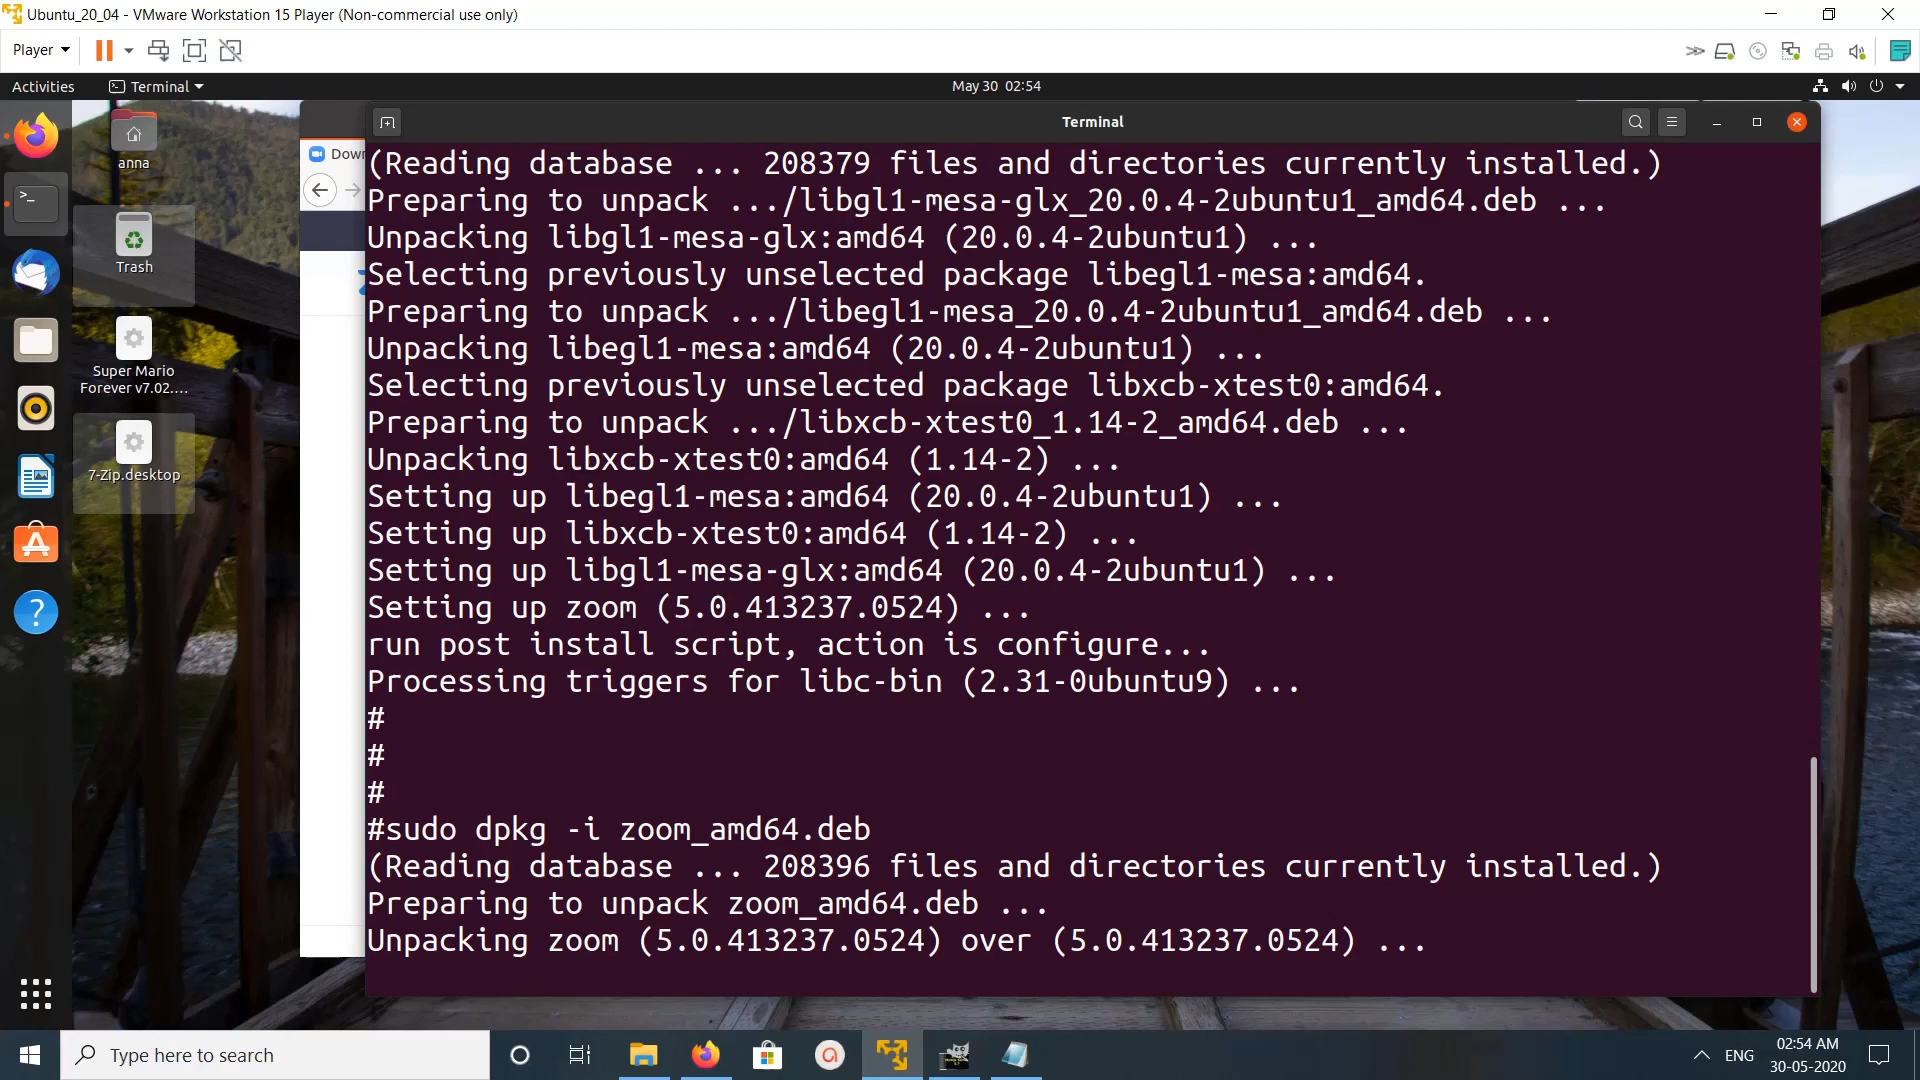 Ubuntu_20_04 - VMware Workstation 15 Player (Non-commercial use only)
Player
Activities
Terminal
May 30 02:54
Terminal
anna
Trash
Super Mario
Forever v7.02....
7-Zip.desktop
Down
(Reading database ... 208379 files and directories currently installed.)
Preparing to unpack .../libgl1-mesa-glx_20.0.4-2ubuntu1_amd64.deb ...
Unpacking libgl1-mesa-glx:amd64 (20.0.4-2ubuntu1) ...
Selecting previously unselected package libegl1-mesa:amd64.
Preparing to unpack .../libegl1-mesa_20.0.4-2ubuntu1_amd64.deb ...
Unpacking libegl1-mesa:amd64 (20.0.4-2ubuntu1) ...
Selecting previously unselected package libxcb-xtest0:amd64.
Preparing to unpack .../libxcb-xtest0_1.14-2_amd64.deb ...
Unpacking libxcb-xtest0:amd64 (1.14-2) ...
Setting up libegl1-mesa:amd64 (20.0.4-2ubuntu1) ...
Setting up libxcb-xtest0:amd64 (1.14-2) ...
Setting up libgl1-mesa-glx:amd64 (20.0.4-2ubuntu1) ...
Setting up zoom (5.0.413237.0524) ...
run post install script, action is configure...
Processing triggers for libc-bin (2.31-0ubuntu9) ...
#
#
#
#sudo dpkg -i zoom_amd64.deb
(Reading database ... 208396 files and directories currently installed.)
Preparing to unpack zoom_amd64.deb ...
Unpacking zoom (5.0.413237.0524) over (5.0.413237.0524) ...
Type here to search
ENG
02:54 AM
30-05-2020